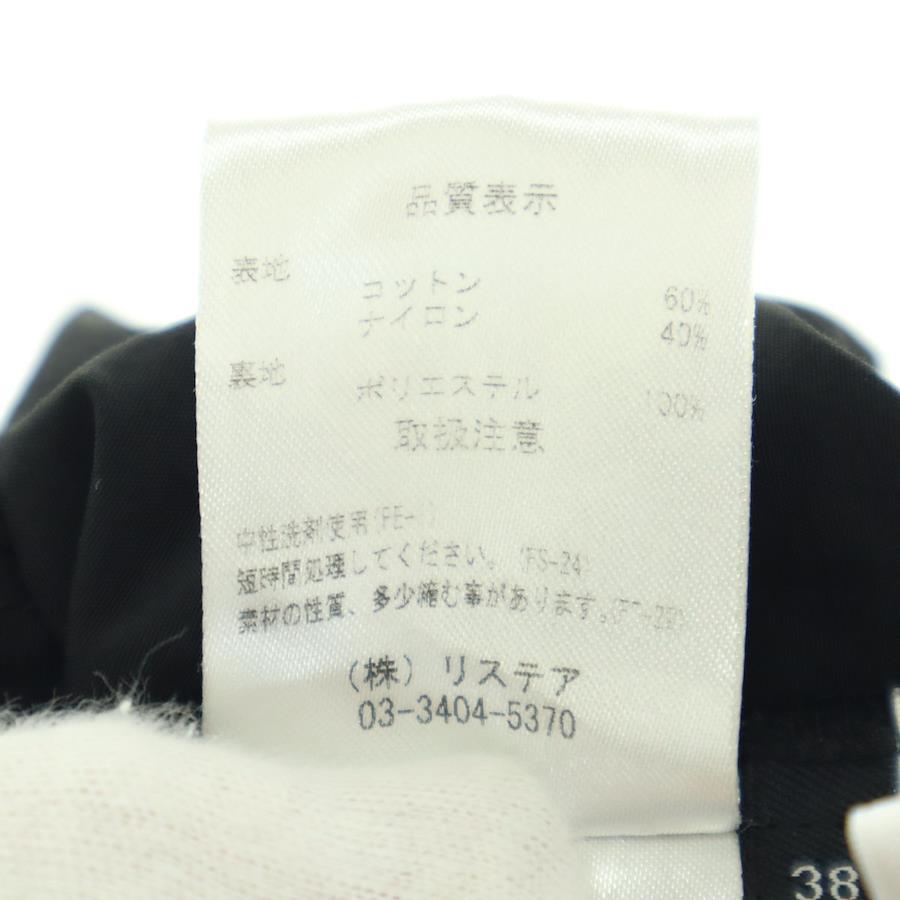 品質表示
表地
コットン 60%
ナイロン 40%
裏地
ポリエステル 100%
取扱注意
中性洗剤使用
短時間処理してください。(FS-24)
素材の性質、多少縮む事があります。
(株) リステア
03-3404-5370
38